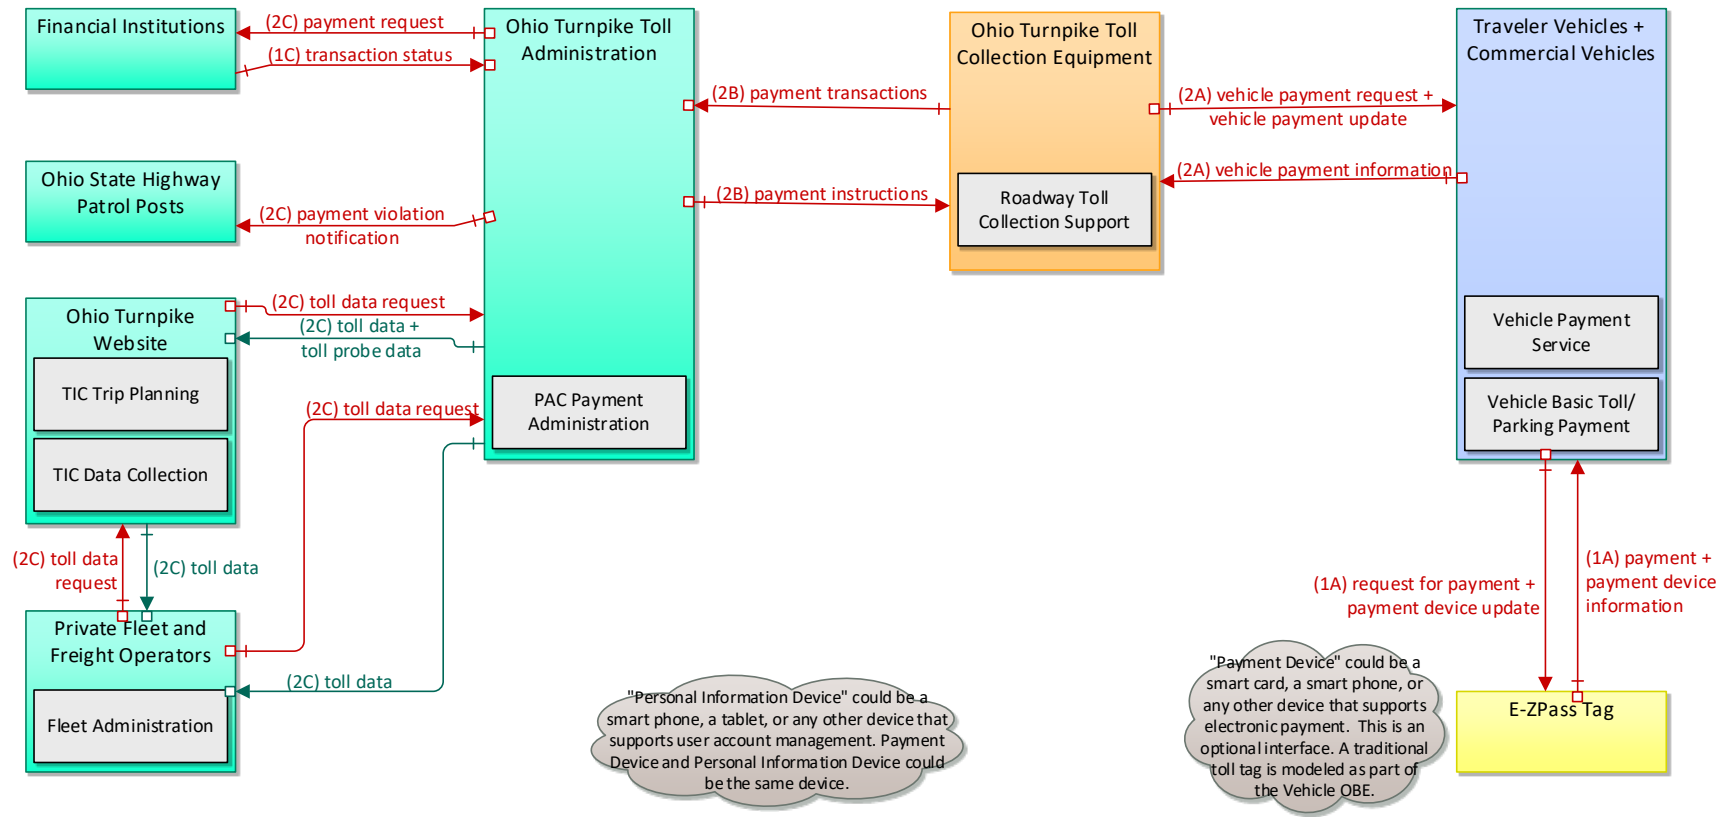 Financial Institutions
(2C) payment request
(1C) transaction status
Ohio Turnpike Toll
Administration
Ohio Turnpike Toll
Collection Equipment
Traveler Vehicles +
Commercial Vehicles
(2B) payment transactions
(2A) vehicle payment request +
vehicle payment update
(2A) vehicle payment information
(2B) payment instructions
Roadway Toll
Collection Support
Ohio State Highway
Patrol Posts
(2C) payment violation
notification
Ohio Turnpike
Website
(2C) toll data request
(2C) toll data +
toll probe data
TIC Trip Planning
TIC Data Collection
(2C) toll data request
PAC Payment
Administration
Vehicle Payment
Service
Vehicle Basic Toll/
Parking Payment
(2C) toll data
request
(2C) toll data
Private Fleet and
Freight Operators
Fleet Administration
(2C) toll data
(1A) request for payment +
payment device update
(1A) payment +
payment device
information
"Personal Information Device" could be a
smart phone, a tablet, or any other device that
supports user account management. Payment
Device and Personal Information Device could
be the same device.
"Payment Device" could be a
smart card, a smart phone, or
any other device that supports
electronic payment.  This is an
optional interface. A traditional
toll tag is modeled as part of
the Vehicle OBE.
E-ZPass Tag